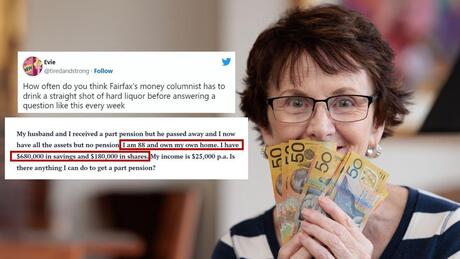 Evie
@tiredandstrong · Follow
How often do you think Fairfax's money columnist has to
drink a straight shot of hard liquor before answering a
question like this every week
My husband and I received a part pension but he passed away and I now
have all the assets but no pension. I am 88 and own my own home. I have
$680,000 in savings and $180,000 in shares. My income is $25,000 p.a. Is
there anything I can do to get a part pension?
50
50
50
50